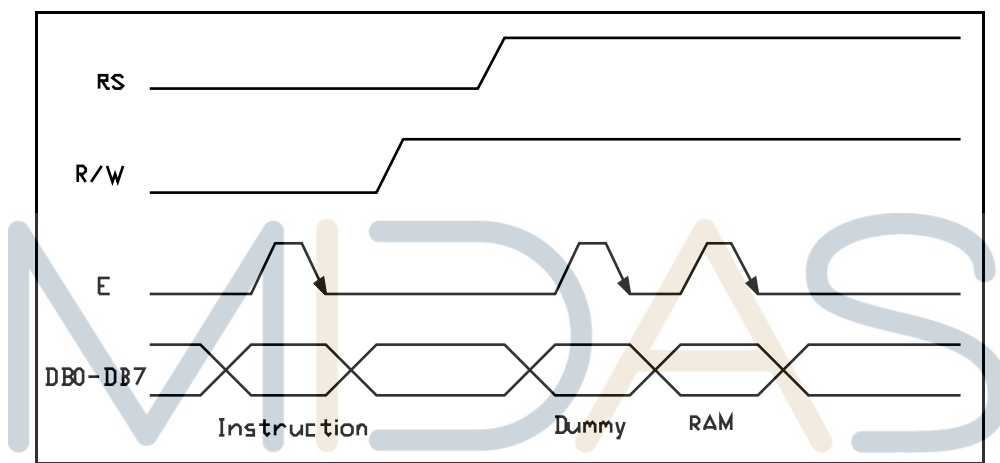 RS
R/W
E
DB0-DB7
Instruction
Dummy
RAM
MIDAS